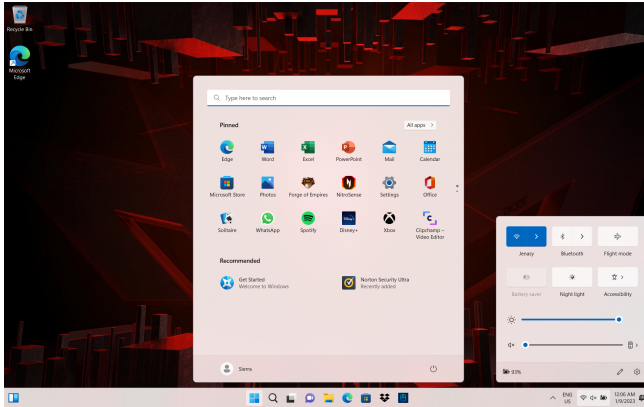 Recycle Bin
Microsoft
Edge
Type here to search
Pinned
All apps >
Edge Word Excel PowerPoint Mail Calendar
Microsoft Store Photos Forge of Empires NitroSense Settings Office
Solitaire WhatsApp Spotify Disney+ Xbox Clipchamp –
Video Editor
Recommended
Get Started
Welcome to Windows
Norton Security Ultra
Recently added
Sierra
Jenasy Bluetooth Flight mode
Battery saver Night light Accessibility
93%
ENG
US
12:06 AM
1/9/2023